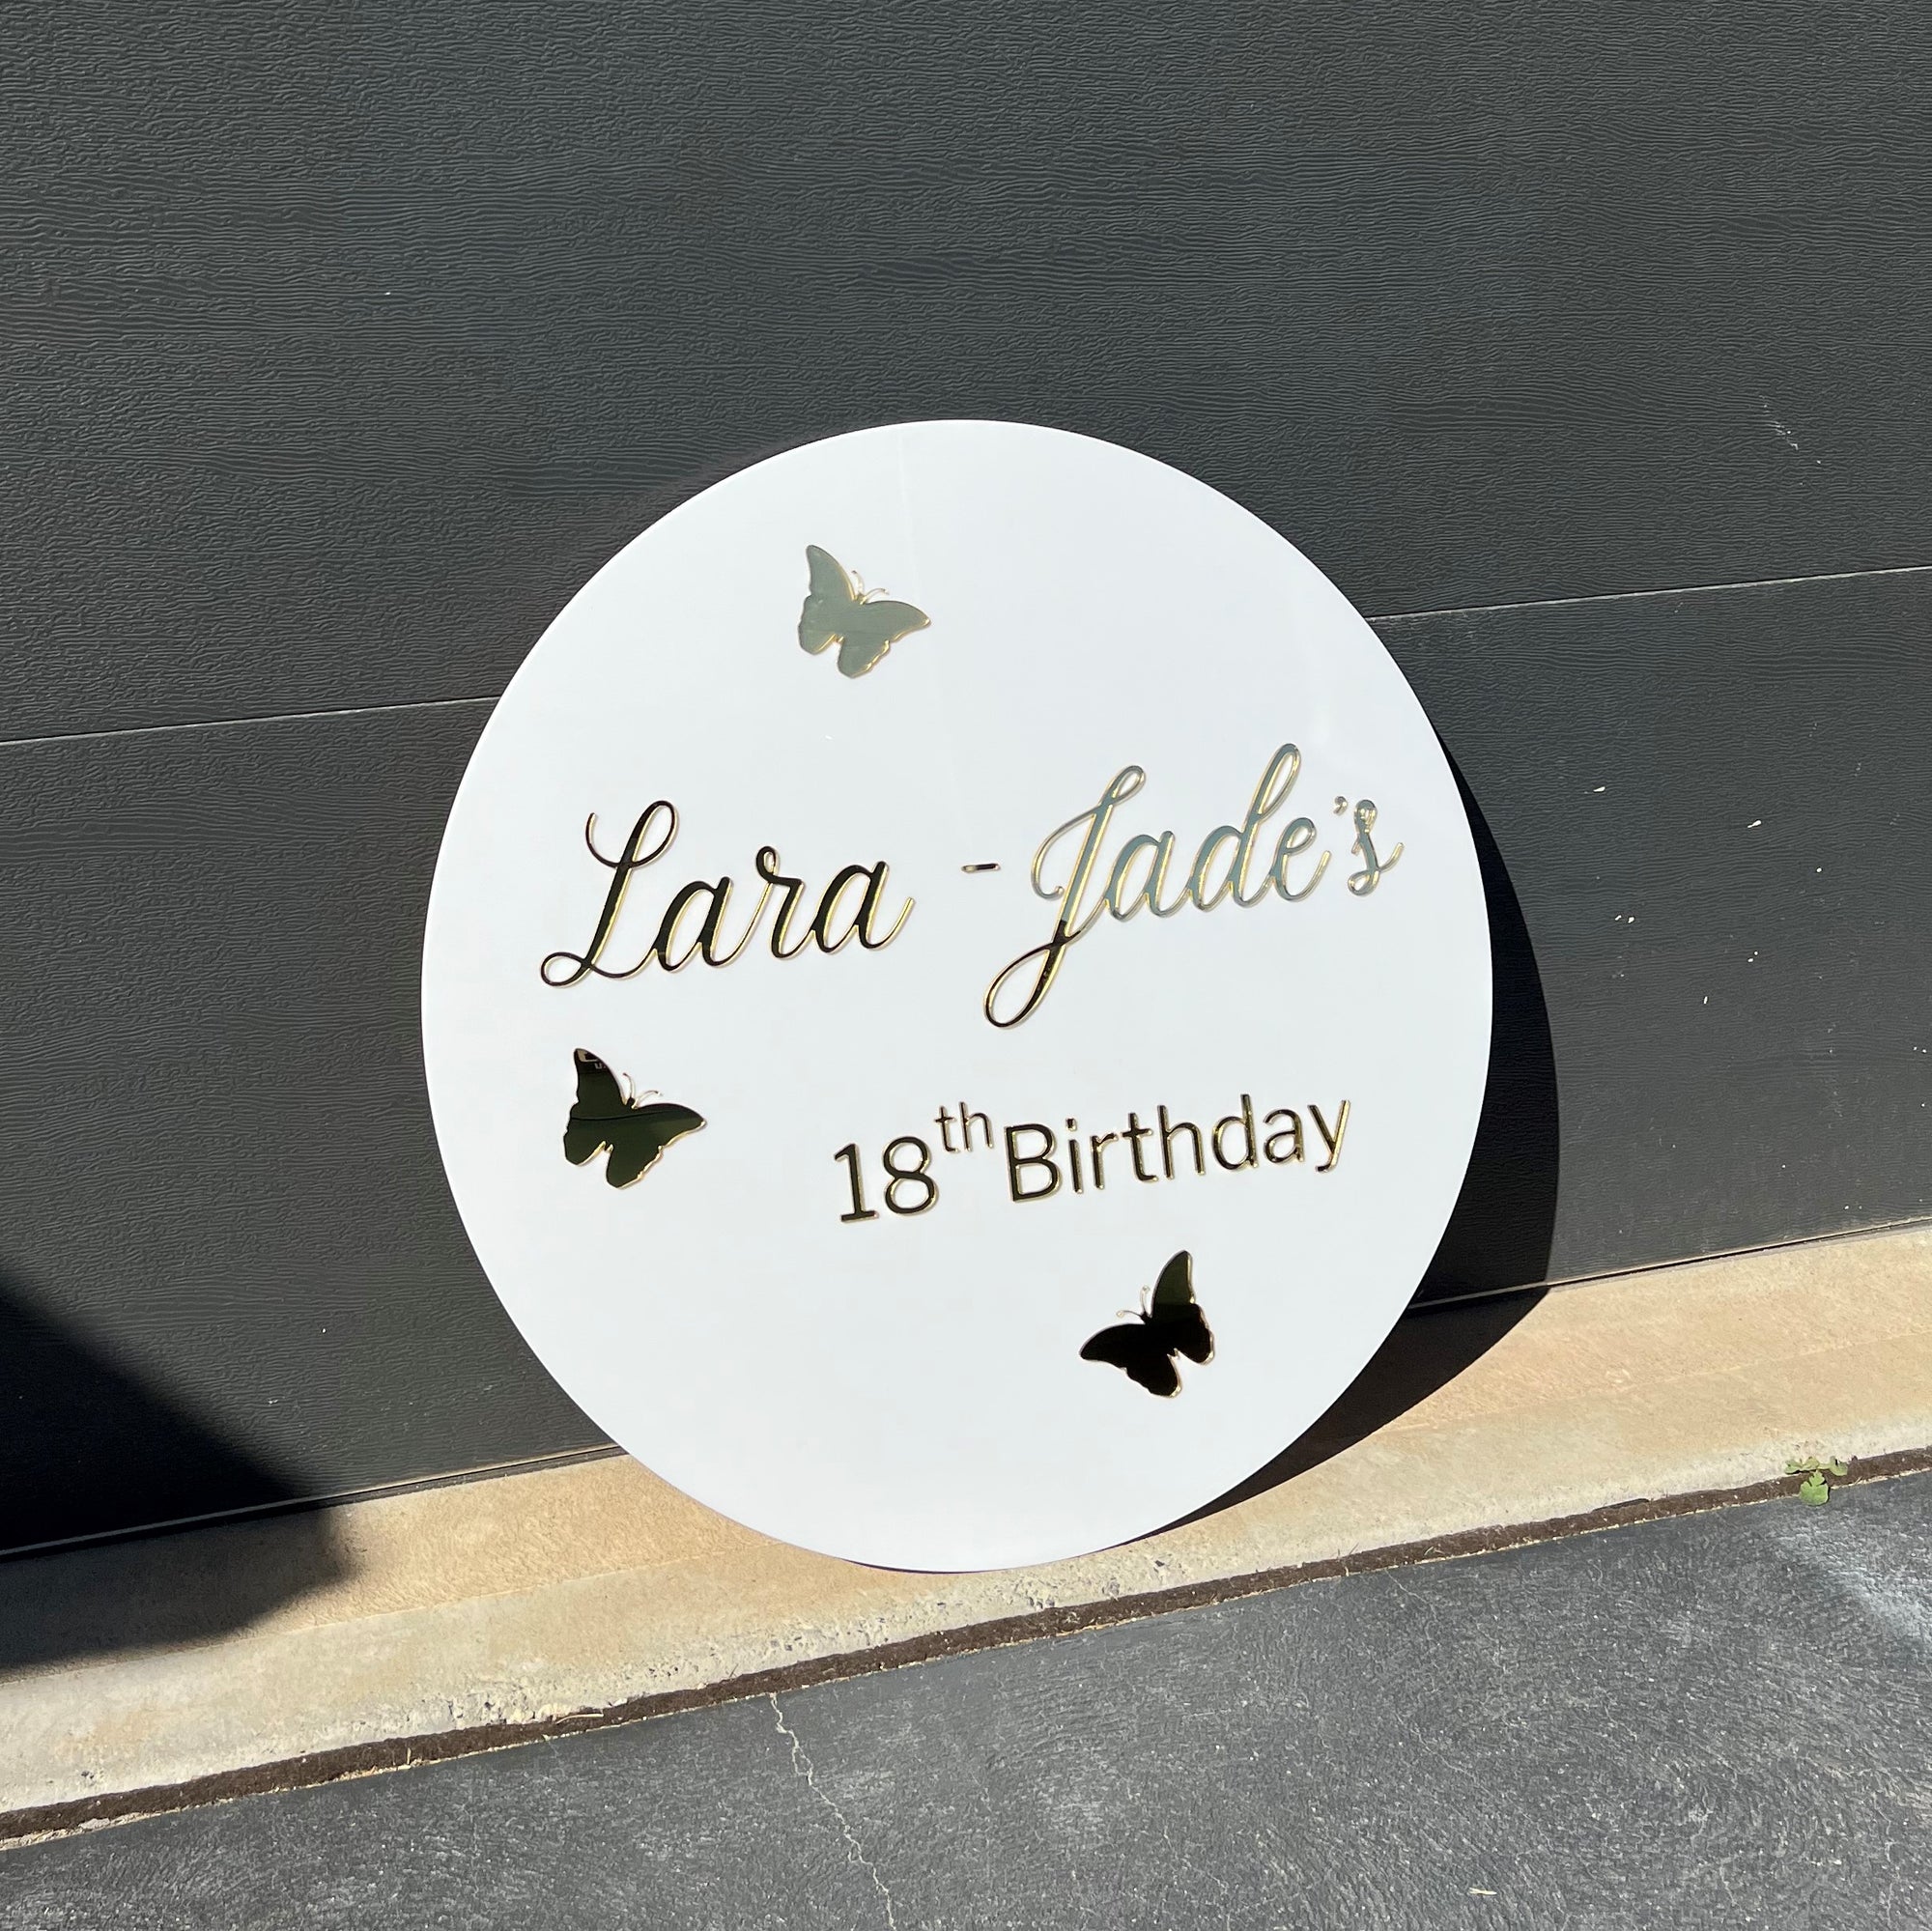 Lara - Jade's
18th Birthday